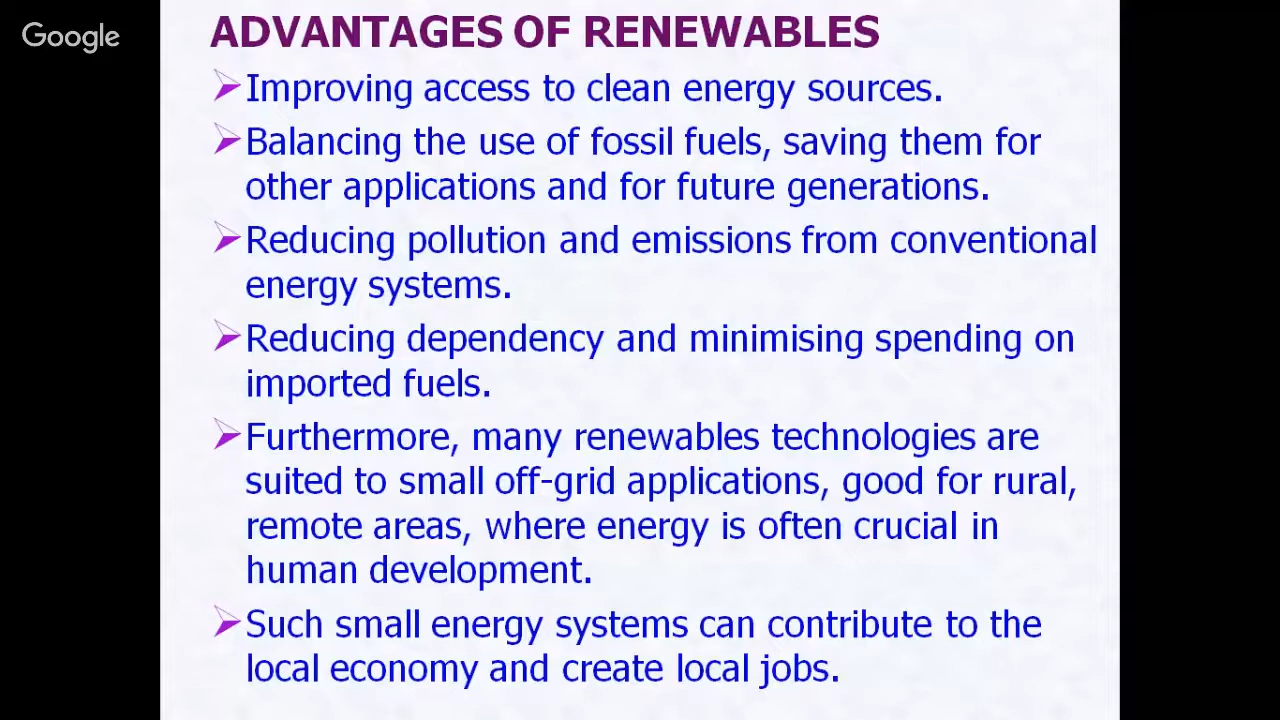 Google
ADVANTAGES OF RENEWABLES
Improving access to clean energy sources.
Balancing the use of fossil fuels, saving them for
other applications and for future generations.
Reducing pollution and emissions from conventional
energy systems.
Reducing dependency and minimising spending on
imported fuels.
Furthermore, many renewables technologies are
suited to small off-grid applications, good for rural,
remote areas, where energy is often crucial in
human development.
Such small energy systems can contribute to the
local economy and create local jobs.